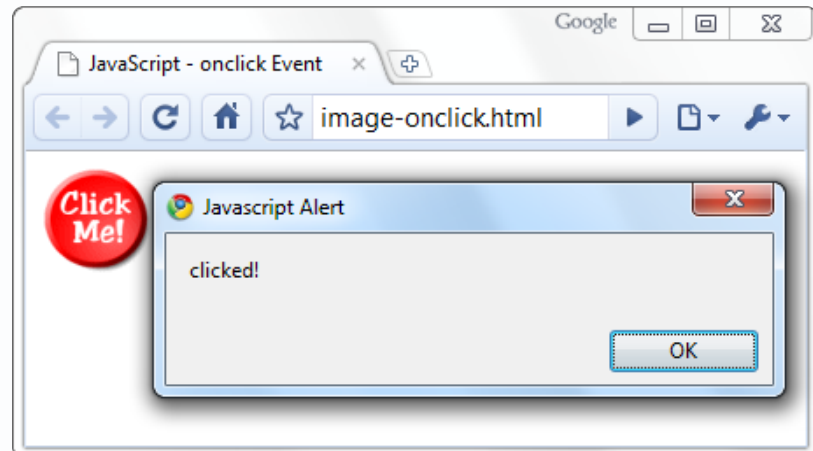 Google
JavaScript - onclick Event
image-onclick.html
Click
Me!
Javascript Alert
clicked!
OK